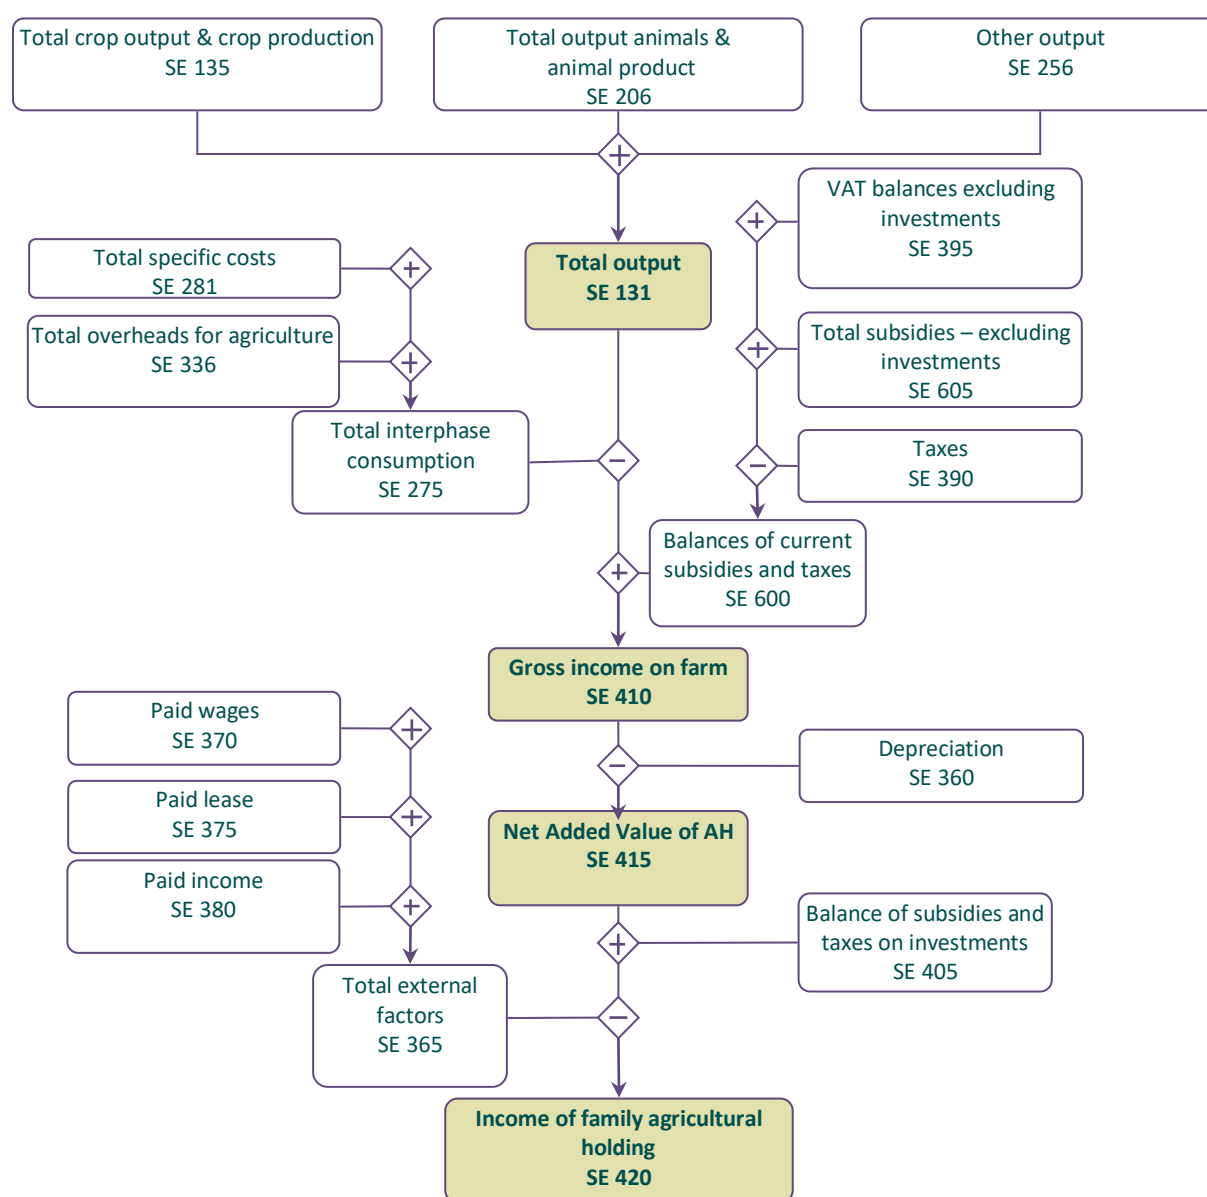 Total crop output & crop production
SE 135
Total output animals &
animal product
SE 206
Other output
SE 256
+
VAT balances excluding
investments
SE 395
+
Total specific costs
SE 281
+
Total output
SE 131
Total overheads for agriculture
SE 336
+
Total subsidies – excluding
investments
SE 605
+
Total interphase
consumption
SE 275
−
Taxes
SE 390
−
Balances of current
subsidies and taxes
SE 600
+
Gross income on farm
SE 410
Paid wages
SE 370
+
Depreciation
SE 360
−
Paid lease
SE 375
+
Net Added Value of AH
SE 415
Paid income
SE 380
+
Balance of subsidies and
taxes on investments
SE 405
+
Total external
factors
SE 365
−
Income of family agricultural
holding
SE 420